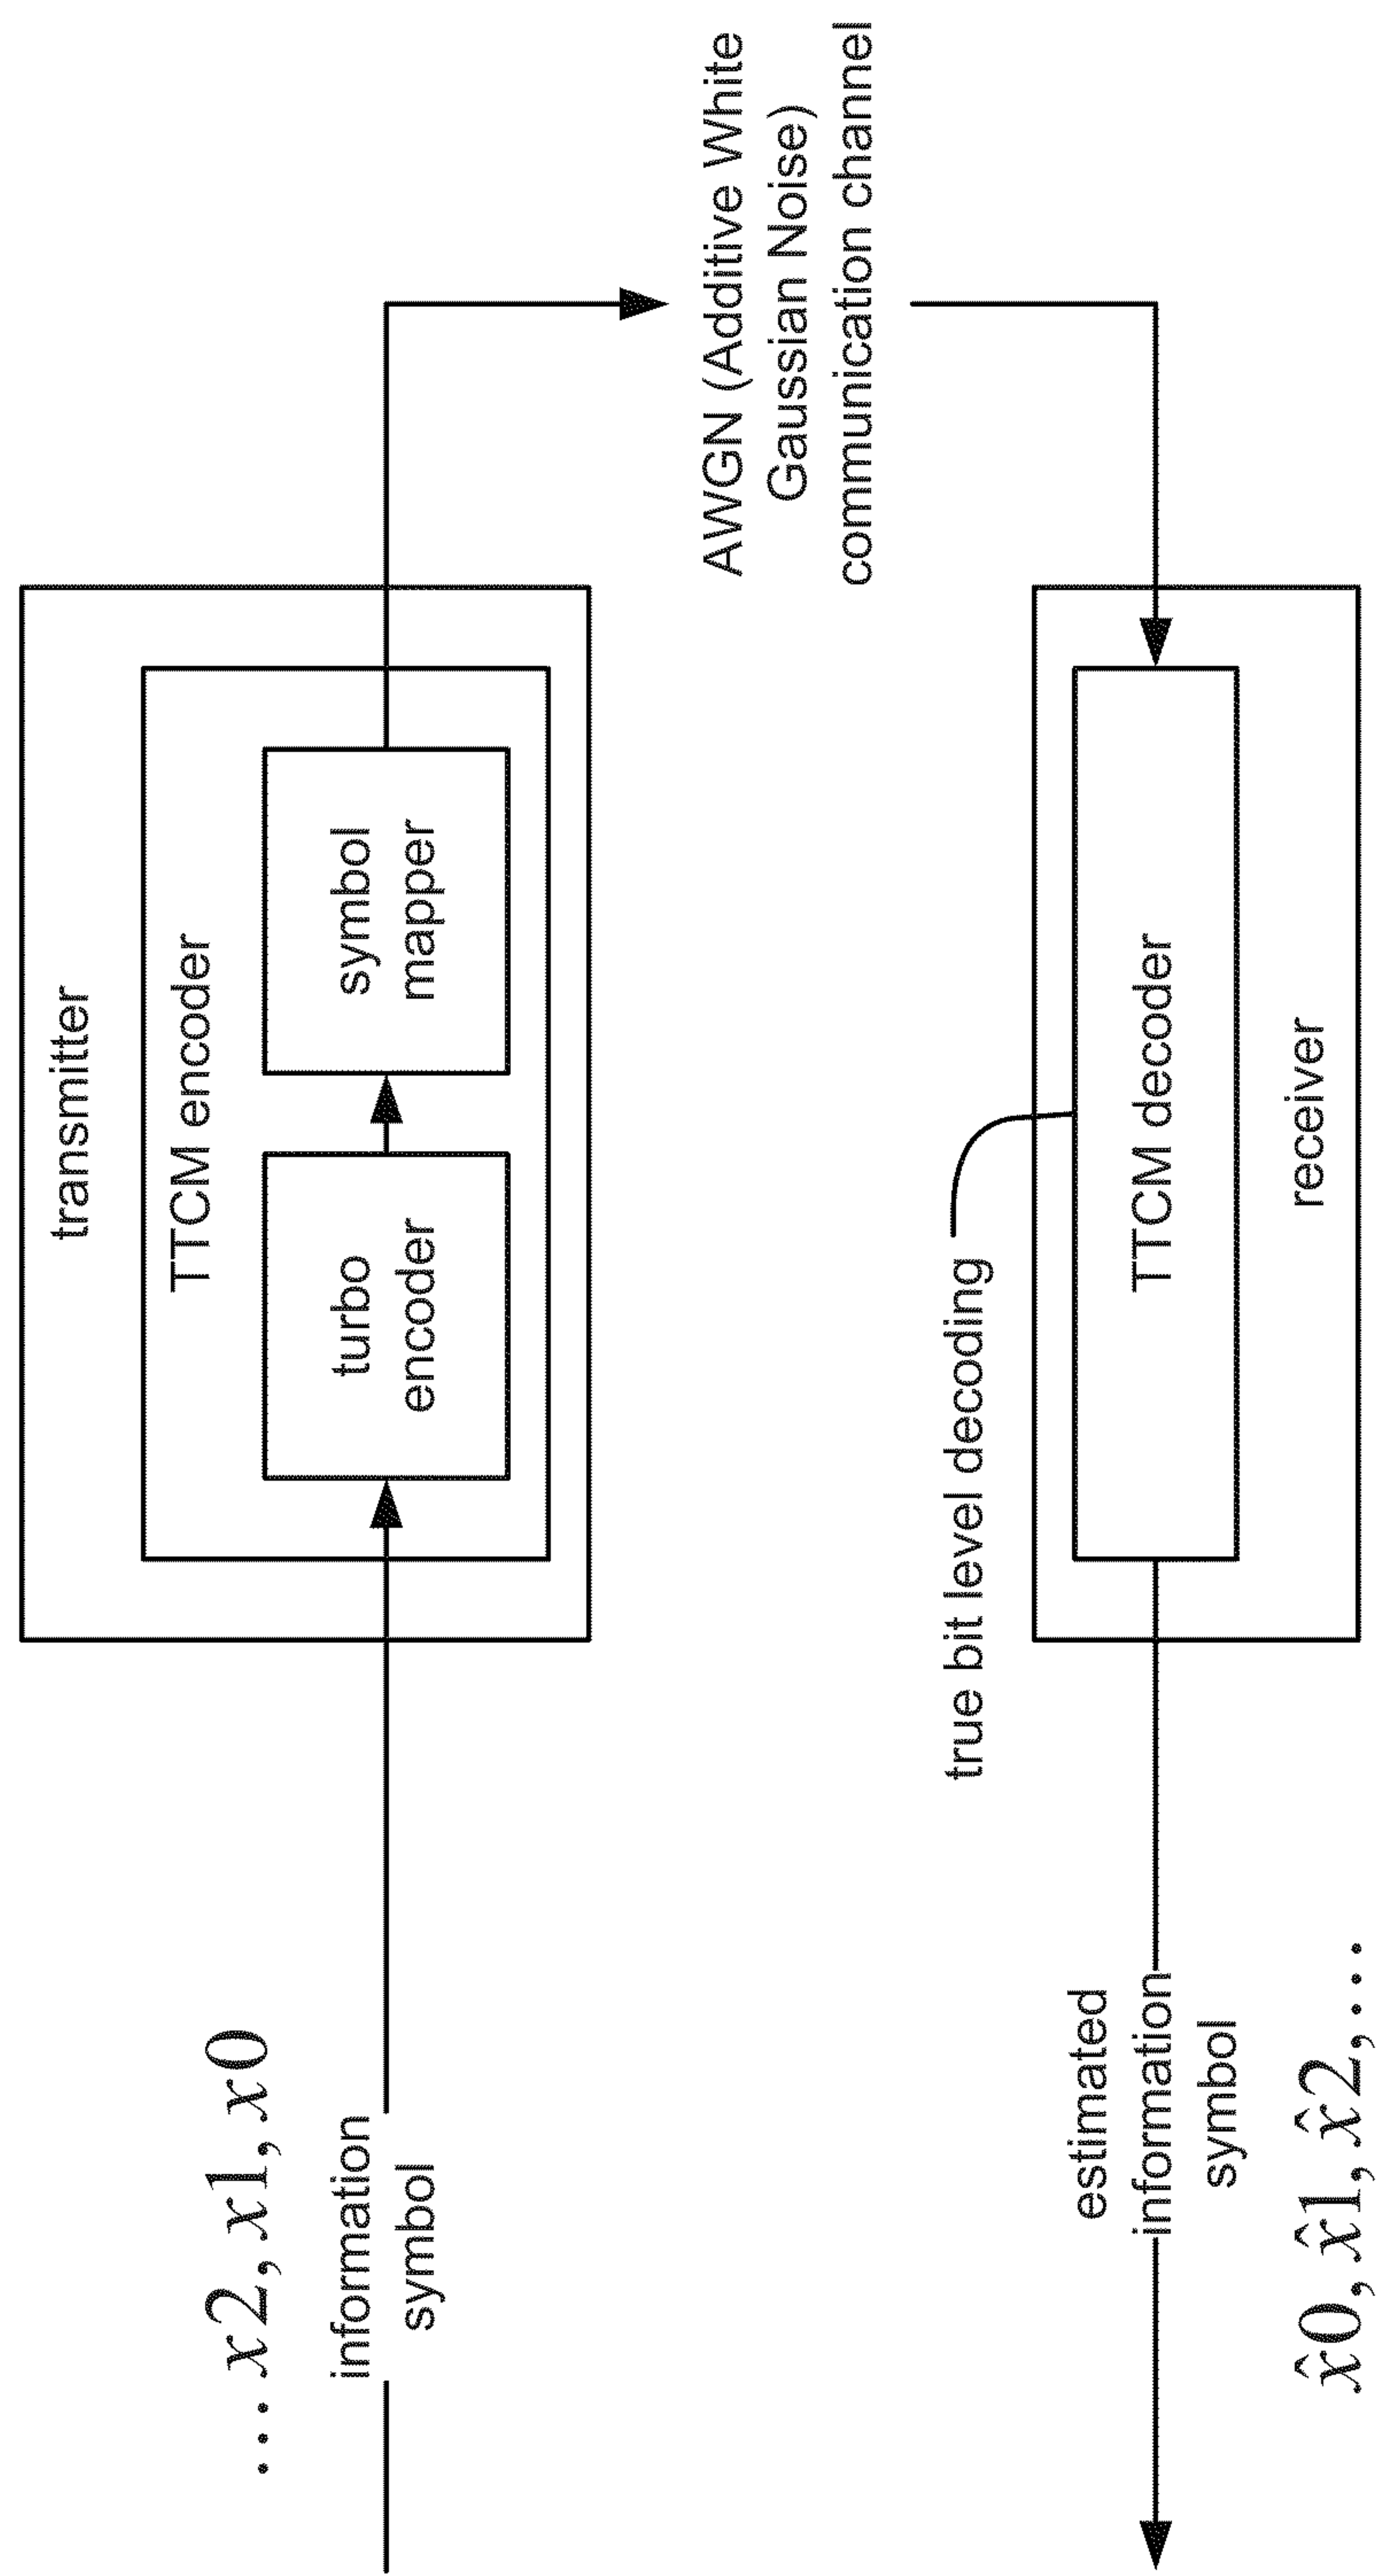 transmitter
TTCM encoder
... x2, x1, x0
information
symbol
turbo
encoder
symbol
mapper
AWGN (Additive White
Gaussian Noise)
communication channel
true bit level decoding
estimated
information
symbol
TTCM decoder
receiver
x̂0, x̂1, x̂2, ...